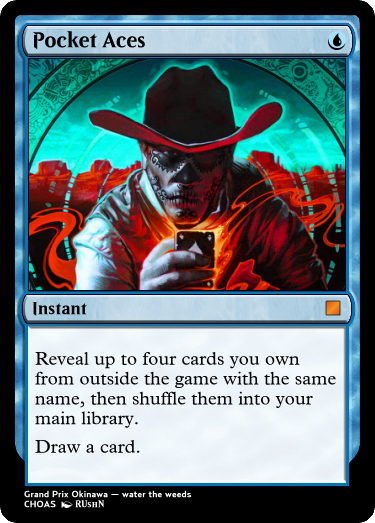 Pocket Aces
Instant
Reveal up to four cards you own
from outside the game with the same
name, then shuffle them into your
main library.
Draw a card.
Grand Prix Okinawa — water the weeds
CHOAS RUshN